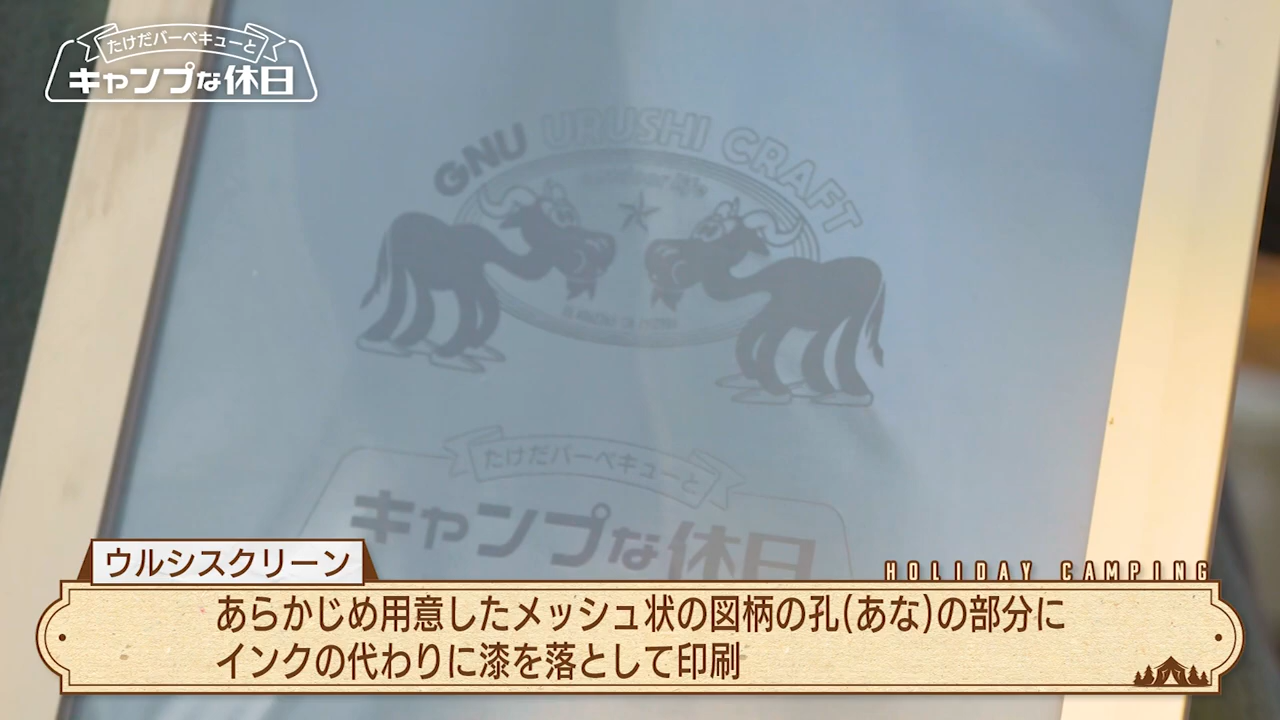 たけだバーベキューと
キャンプな休日
GNU URUSHI CRAFT
たけだバーベキューと
キャンプな休日
HOLIDAY CAMPING
ウルシスクリーン
あらかじめ用意したメッシュ状の図柄の孔(あな)の部分に
インクの代わりに漆を落として印刷